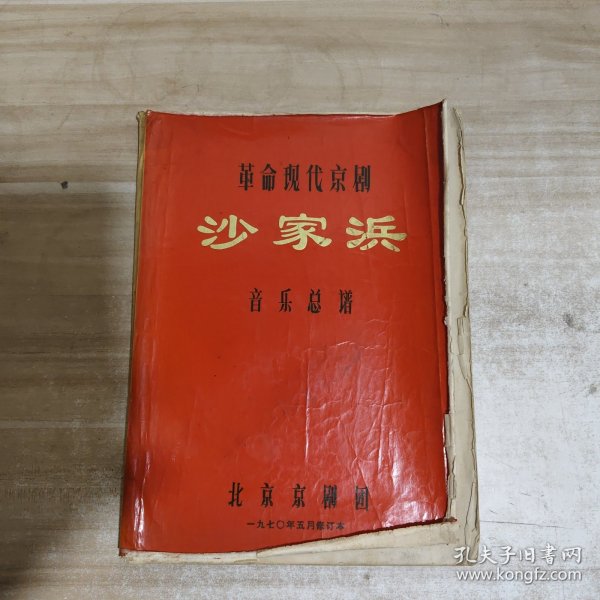 革命现代京剧
沙家浜
音乐总谱
北京京剧团
一九七〇年五月修订本
孔夫子旧书网
www.kongfz.com